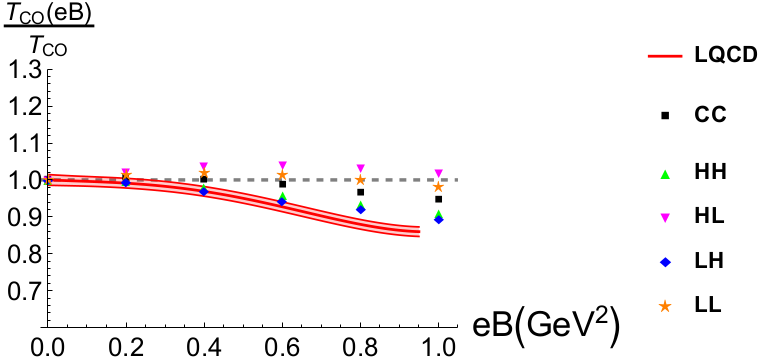 T_CO(eB)
T_CO
1.3
1.2
1.1
1.0
0.9
0.8
0.7
0.0 0.2 0.4 0.6 0.8 1.0
eB(GeV²)
LQCD
CC
HH
HL
LH
LL